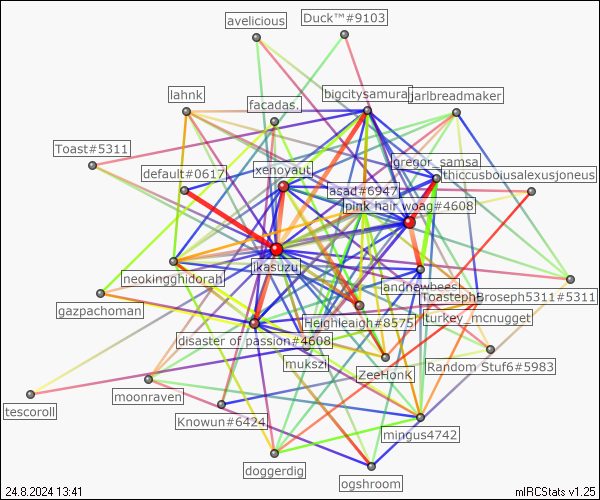 avelicious
Duck™#9103
lahnk
facadas.
bigcitysamurai
jarlbreadmaker
Toast#5311
default#0617
xenoyaut
gregor_samsa
asad#6947
thiccusboiusalexusjoneus
pink hair woag#4608
neokingghidorah
ikasuzu
andnewbees
gazpachoman
Heighleaigh#8575
ToastephBroseph5311#5311
disaster of passion#4608
turkey_mcnugget
mukszi
ZeeHonk
Random Stuf6#5983
tescoroll
moonraven
Knowun#6424
mingus4742
doggerdig
ogshroom
24.8.2024 13:41
mIRCStats v1.25